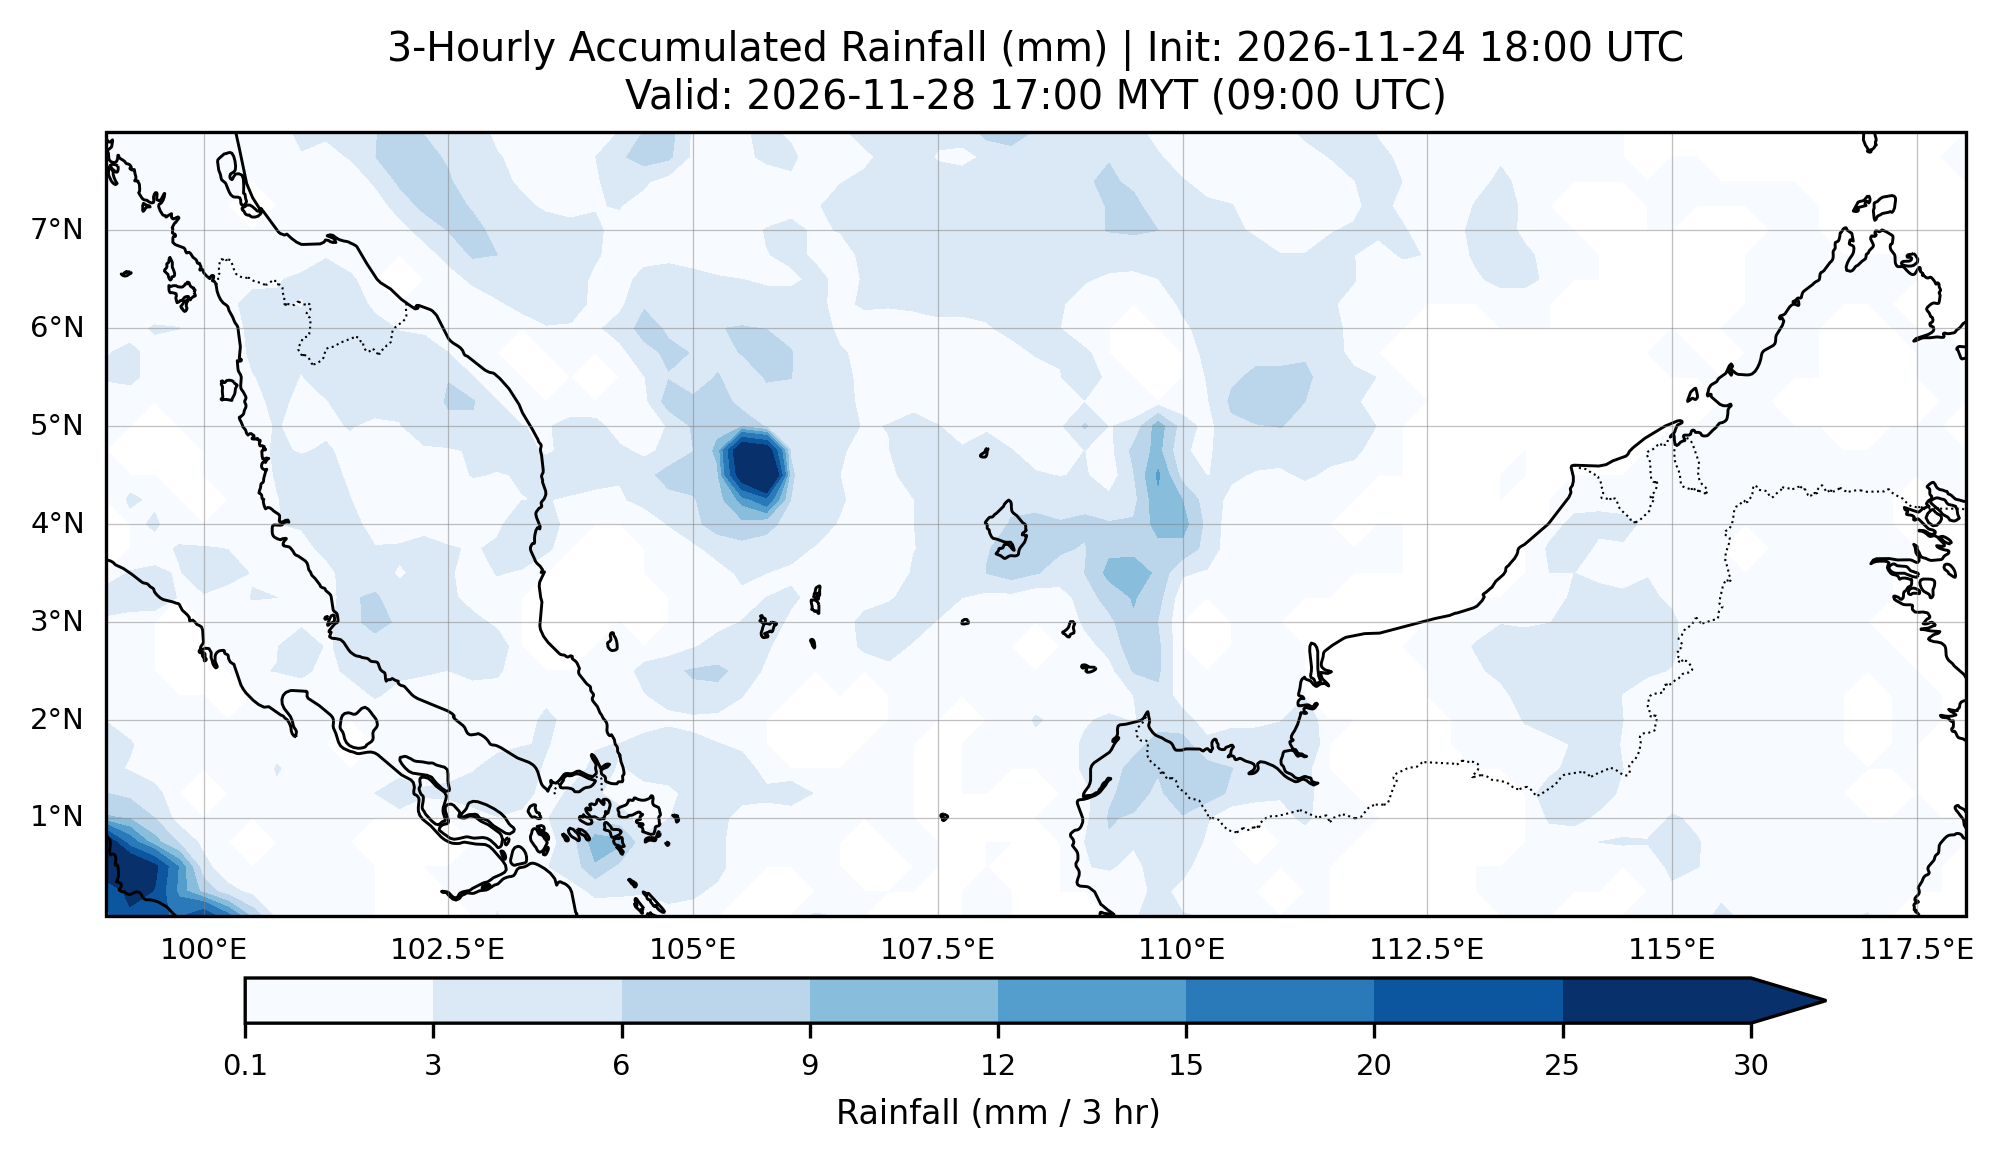 3-Hourly Accumulated Rainfall (mm) | Init: 2026-11-24 18:00 UTC
Valid: 2026-11-28 17:00 MYT (09:00 UTC)
7°N
6°N
5°N
4°N
3°N
2°N
1°N
100°E 102.5°E 105°E 107.5°E 110°E 112.5°E 115°E 117.5°E
0.1 3 6 9 12 15 20 25 30
Rainfall (mm / 3 hr)